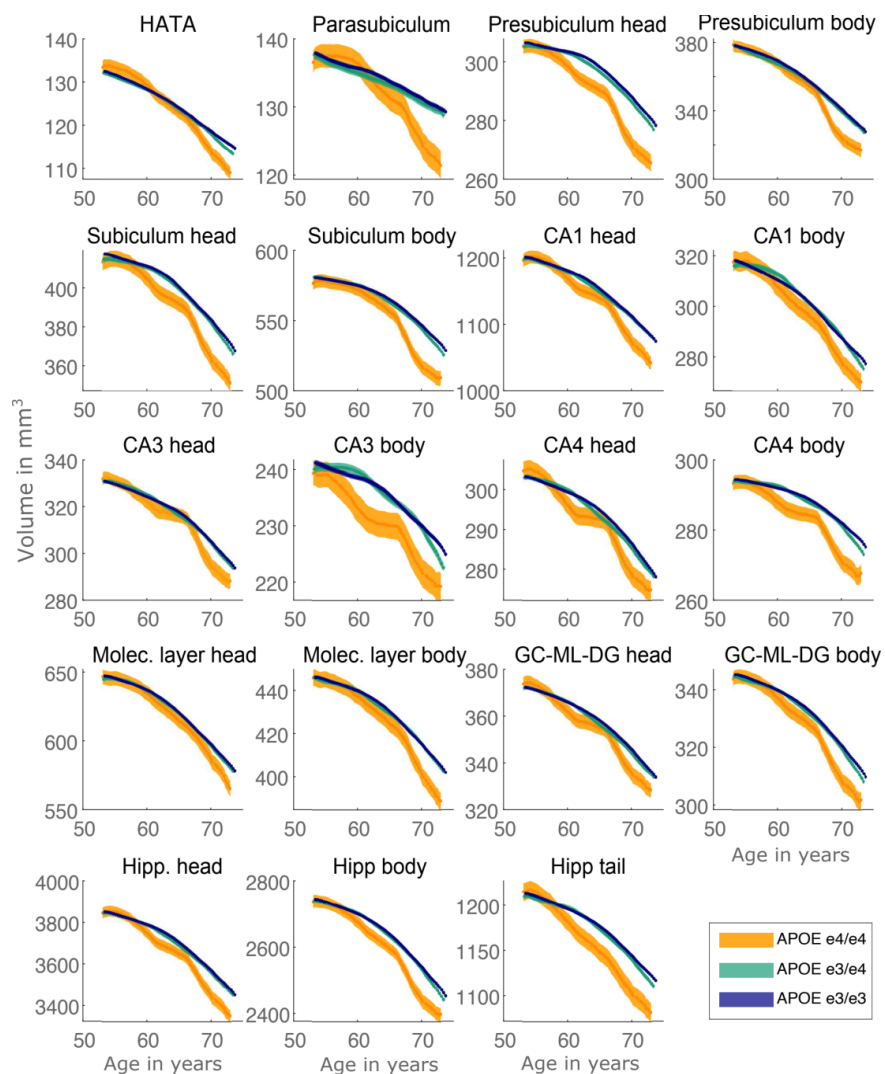 HATA Parasubiculum Presubiculum head Presubiculum body
140 140 300 380
130 130 360
120 280 340
110 120 260 320
50 60 70 50 60 70 50 60 70 50 60 70
Subiculum head Subiculum body CA1 head CA1 body
400 600 1200 320
380 550 1100 300
360 500 1000 280
50 60 70 50 60 70 50 60 70 50 60 70
Volume in mm³
CA3 head CA3 body CA4 head CA4 body
340 240 300 300
320 230 290 280
300 220 280
280 270 260
50 60 70 50 60 70 50 60 70 50 60 70
Molec. layer head Molec. layer body GC-ML-DG head GC-ML-DG body
650 440 380 340
600 420 360 320
550 400 340 300
320
50 60 70 50 60 70 50 60 70 50 60 70
Age in years
Hipp. head Hipp body Hipp tail
4000 2800 1200
3800 2600 1150
3600 2400 1100
3400
50 60 70 50 60 70 50 60 70
Age in years Age in years Age in years
APOE e4/e4
APOE e3/e4
APOE e3/e3